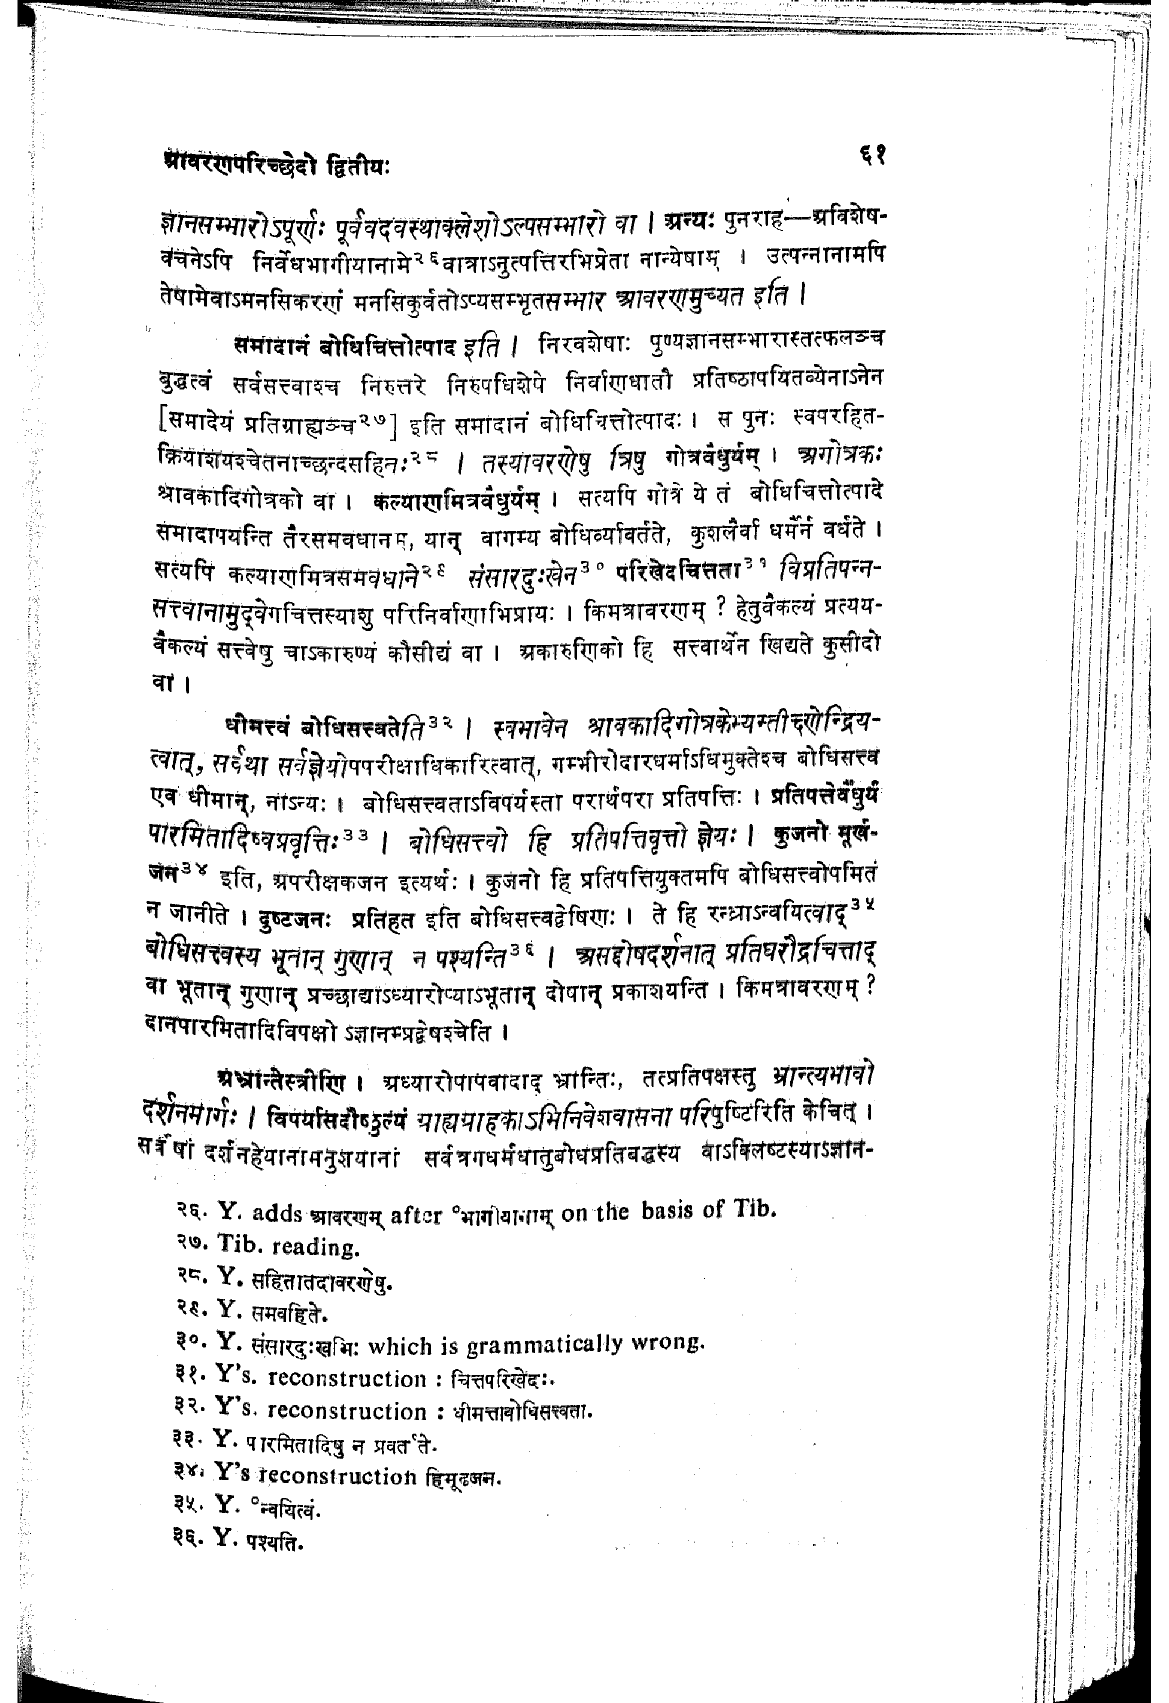 आवरणपरिच्छेदो द्वितीयः ६१
ज्ञानसम्भारोऽपूर्णः पूर्ववदवस्थाक्लेशोऽल्पसम्भारो वा । अन्यः पुनराह—अविशेष-
वचनेऽपि निर्वेधभागीयानामे२६वात्राऽनुत्पत्तिरभिप्रेता नान्येषाम् । उत्पन्नानामपि
तेषामेवाऽमनसिकरणं मनसिकुर्वतोऽप्यसम्भृतसम्भार आवरणमुच्यत इति ।
समादानं बोधिचित्तोत्पाद इति । निरवशेषाः पुण्यज्ञानसम्भारास्तत्फलञ्च
बुद्धत्वं सर्वसत्त्वाश्च निरुत्तरे निरुपधिशेषे निर्वाणधातौ प्रतिष्ठापयितव्येनाऽनेन
[समादेयं प्रतिग्राह्यञ्च२७] इति समादानं बोधिचित्तोत्पादः । स पुनः स्वपरहित-
क्रियाशयश्चेतनाच्छन्दसहितः२८ । तस्यावरणेषु त्रिषु गोत्रवैधुर्यम् । अगोत्रकः
श्रावकादिगोत्रको वा । कल्याणमित्रवैधुर्यम् । सत्यपि गोत्रे ये तं बोधिचित्तोत्पादे
समादापयन्ति तैरसमवधानम्, यान् वागम्य बोधिर्व्यावर्तते, कुशलैर्वा धर्मैर्न वर्धते ।
सत्यपि कल्याणमित्रसमवधाने२९ संसारदुःखेन३० परिखेदचित्तता३१ विप्रतिपन्न-
सत्त्वानामुद्वेगचित्तस्याशु परिनिर्वाणाभिप्रायः । किमत्रावरणम् ? हेतुवैकल्यं प्रत्यय-
वैकल्यं सत्त्वेषु चाऽकारुण्यं कौसीद्यं वा । अकारुणिको हि सत्त्वार्थेन खिद्यते कुसीदो
वा ।
धीमत्त्वं बोधिसत्त्वतेति३२ । स्वभावेन श्रावकादिगोत्रकेभ्यस्तीक्ष्णेन्द्रिय-
त्वात्, सर्वथा सर्वज्ञेयोपपरीक्षाधिकारित्वात्, गम्भीरोदारधर्माऽधिमुक्तेश्च बोधिसत्त्व
एव धीमान्, नाऽन्यः । बोधिसत्त्वताऽविपर्यस्ता परार्थपरा प्रतिपत्तिः । प्रतिपत्तेर्वैधुर्यं
पारमितादिष्वप्रवृत्तिः३३ । बोधिसत्त्वो हि प्रतिपत्तिवृत्तो ज्ञेयः । कुजनो मूर्ख-
जन३४ इति, अपरीक्षकजन इत्यर्थः । कुजनो हि प्रतिपत्तियुक्तमपि बोधिसत्त्वोपमितं
न जानीते । दुष्टजनः प्रतिहत इति बोधिसत्त्वद्वेषिणः । ते हि रन्ध्राऽन्वयित्वाद्३५
बोधिसत्त्वस्य भूतान् गुणान् न पश्यन्ति३६ । असद्दोषदर्शनात् प्रतिघरौद्रचित्ताद्
वा भूतान् गुणान् प्रच्छाद्याऽध्यारोप्याऽभूतान् दोषान् प्रकाशयन्ति । किमत्रावरणम् ?
दानपारमितादिविपक्षो ऽज्ञानम्प्रद्वेषश्चेति ।
अभ्रान्तेस्त्रीणि । अध्यारोपापवादाद् भ्रान्तिः, तत्प्रतिपक्षस्तु भ्रान्त्यभावो
दर्शनमार्गः । विपर्यासदौष्ठुल्यं ग्राह्यग्राहकाऽभिनिवेशवासना परिपुष्टिरिति केचित् ।
सर्वेषां दर्शनहेयानामनुशयानां सर्वत्रगधर्मधातुबोधप्रतिबद्धस्य वाऽक्लिष्टस्याऽज्ञान-
२६. Y. adds आवरणम् after °भागीयानाम् on the basis of Tib.
२७. Tib. reading.
२८. Y. सहितातदावरणेषु.
२९. Y. समवहिते.
३०. Y. संसारदुःखभिः which is grammatically wrong.
३१. Y's. reconstruction : चित्तपरिखेदः.
३२. Y's. reconstruction : धीमत्ताबोधिसत्त्वता.
३३. Y. पारमितादिषु न प्रवर्तते.
३४. Y's reconstruction हिमूढजन.
३५. Y. °न्वयित्वं.
३६. Y. पश्यति.